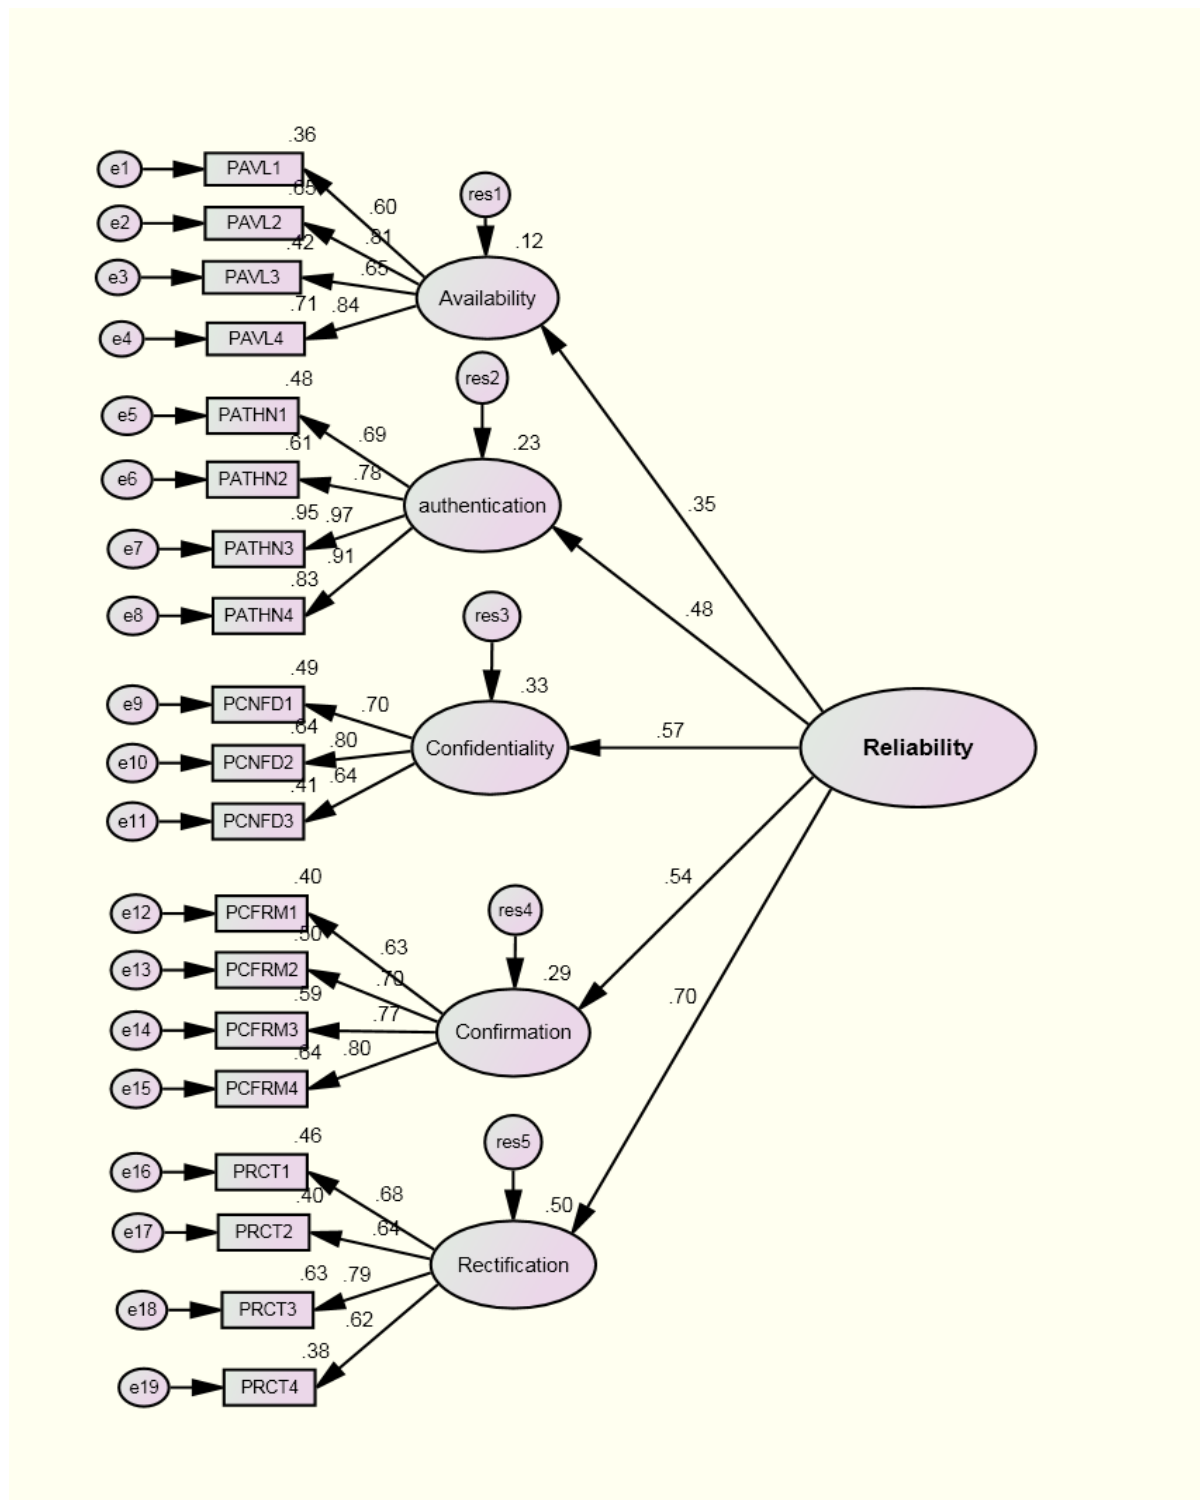 .36
e1 PAVL1
.65
.60
res1
e2 PAVL2
.81
.42
.12
e3 PAVL3
.65
Availability
.71 .84
e4 PAVL4
.48
res2
e5 PATHN1
.69
.61
.23
e6 PATHN2
.78
authentication
.35
.95 .97
e7 PATHN3
.91
.83
e8 PATHN4
res3
.48
.49
.33
e9 PCNFD1
.70
.64
.80
.57
Confidentiality
Reliability
e10 PCNFD2
.41 .64
e11 PCNFD3
.40
.54
e12 PCFRM1
res4
.50
.63
e13 PCFRM2
.70
.29
.59
.77
.70
e14 PCFRM3
Confirmation
.64 .80
e15 PCFRM4
.46
res5
e16 PRCT1
.40
.68
.50
e17 PRCT2
.64
Rectification
.63 .79
e18 PRCT3
.62
.38
e19 PRCT4